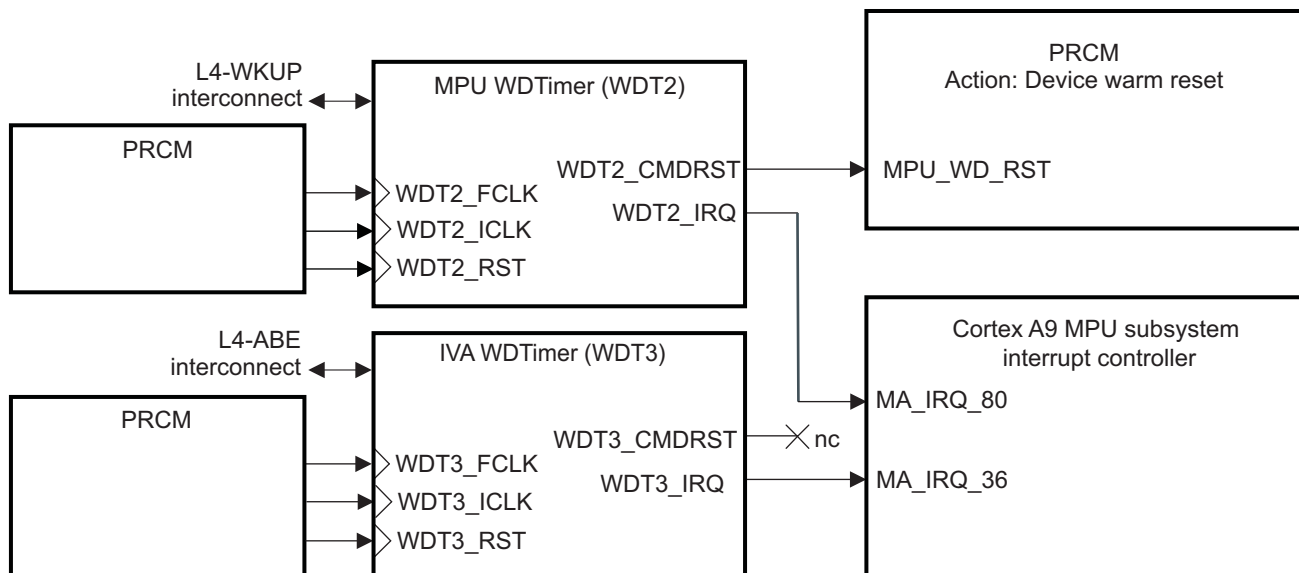 L4-WKUP
interconnect
PRCM
MPU WDTimer (WDT2)
WDT2_FCLK
WDT2_ICLK
WDT2_RST
WDT2_CMDRST
WDT2_IRQ
PRCM
Action: Device warm reset
MPU_WD_RST
L4-ABE
interconnect
PRCM
IVA WDTimer (WDT3)
WDT3_FCLK
WDT3_ICLK
WDT3_RST
WDT3_CMDRST
nc
WDT3_IRQ
Cortex A9 MPU subsystem
interrupt controller
MA_IRQ_80
MA_IRQ_36